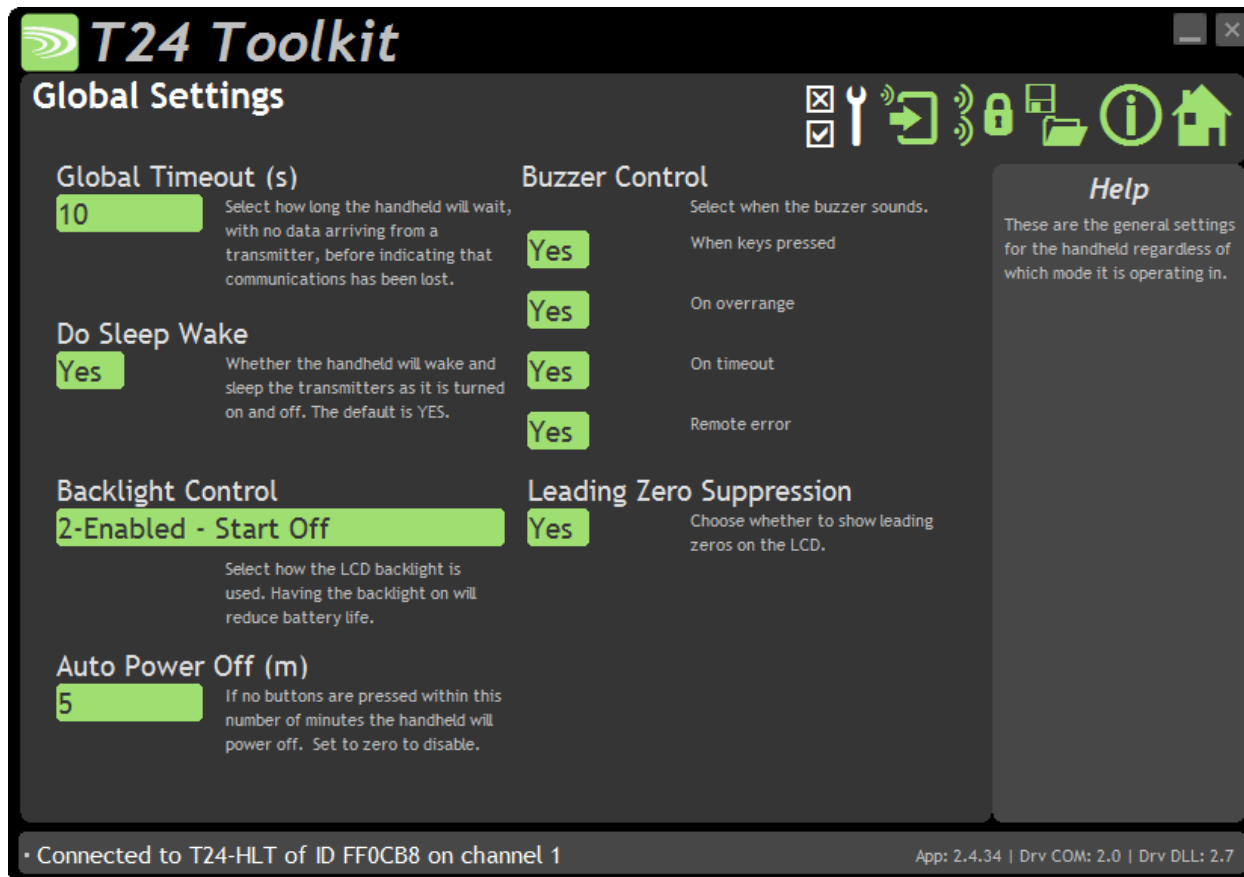 T24 Toolkit
Global Settings
Global Timeout (s)
10
Select how long the handheld will wait,
with no data arriving from a
transmitter, before indicating that
communications has been lost.
Do Sleep Wake
Yes
Whether the handheld will wake and
sleep the transmitters as it is turned
on and off. The default is YES.
Backlight Control
2-Enabled - Start Off
Select how the LCD backlight is
used. Having the backlight on will
reduce battery life.
Auto Power Off (m)
5
If no buttons are pressed within this
number of minutes the handheld will
power off. Set to zero to disable.
Buzzer Control
Select when the buzzer sounds.
Yes
When keys pressed
Yes
On overrange
Yes
On timeout
Yes
Remote error
Leading Zero Suppression
Yes
Choose whether to show leading
zeros on the LCD.
Help
These are the general settings
for the handheld regardless of
which mode it is operating in.
Connected to T24-HLT of ID FF0CB8 on channel 1
App: 2.4.34 | Drv COM: 2.0 | Drv DLL: 2.7